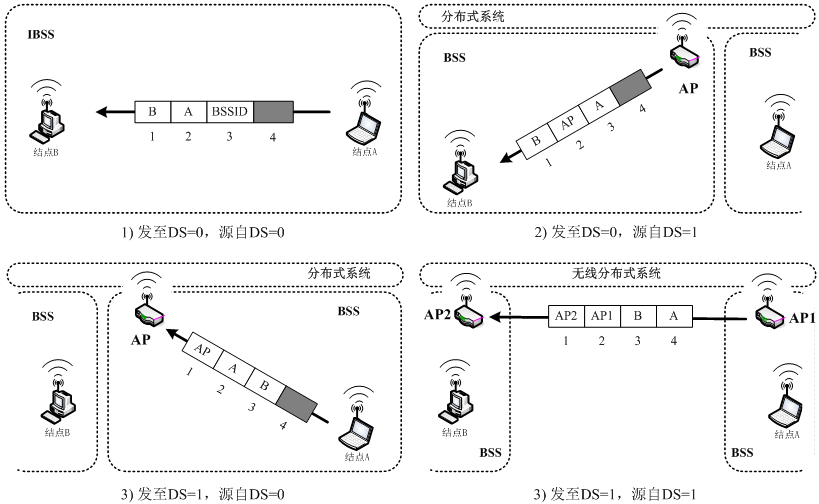 IBSS
B A BSSID
1 2 3 4
结点B
结点A
1) 发至DS=0，源自DS=0
分布式系统
BSS
BSS
AP
B AP A
1 2 3 4
结点B
结点A
2) 发至DS=0，源自DS=1
分布式系统
BSS
BSS
AP
AP A B
1 2 3 4
结点B
结点A
3) 发至DS=1，源自DS=0
无线分布式系统
AP2
AP1
AP2 AP1 B A
1 2 3 4
结点B
结点A
BSS
BSS
3) 发至DS=1，源自DS=1